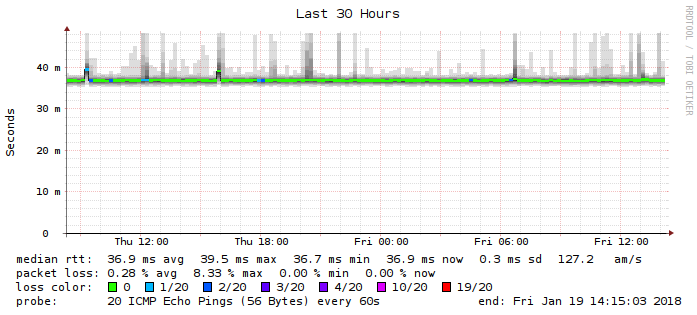 Last 30 Hours
RRDTOOL / TOBI OETIKER
Seconds
40 m
30 m
20 m
10 m
0
Thu 12:00 Thu 18:00 Fri 00:00 Fri 06:00 Fri 12:00
median rtt: 36.9 ms avg 39.5 ms max 36.7 ms min 36.9 ms now 0.3 ms sd 127.2 am/s
packet loss: 0.28 % avg 8.33 % max 0.00 % min 0.00 % now
loss color: 0 1/20 2/20 3/20 4/20 10/20 19/20
probe: 20 ICMP Echo Pings (56 Bytes) every 60s end: Fri Jan 19 14:15:03 2018